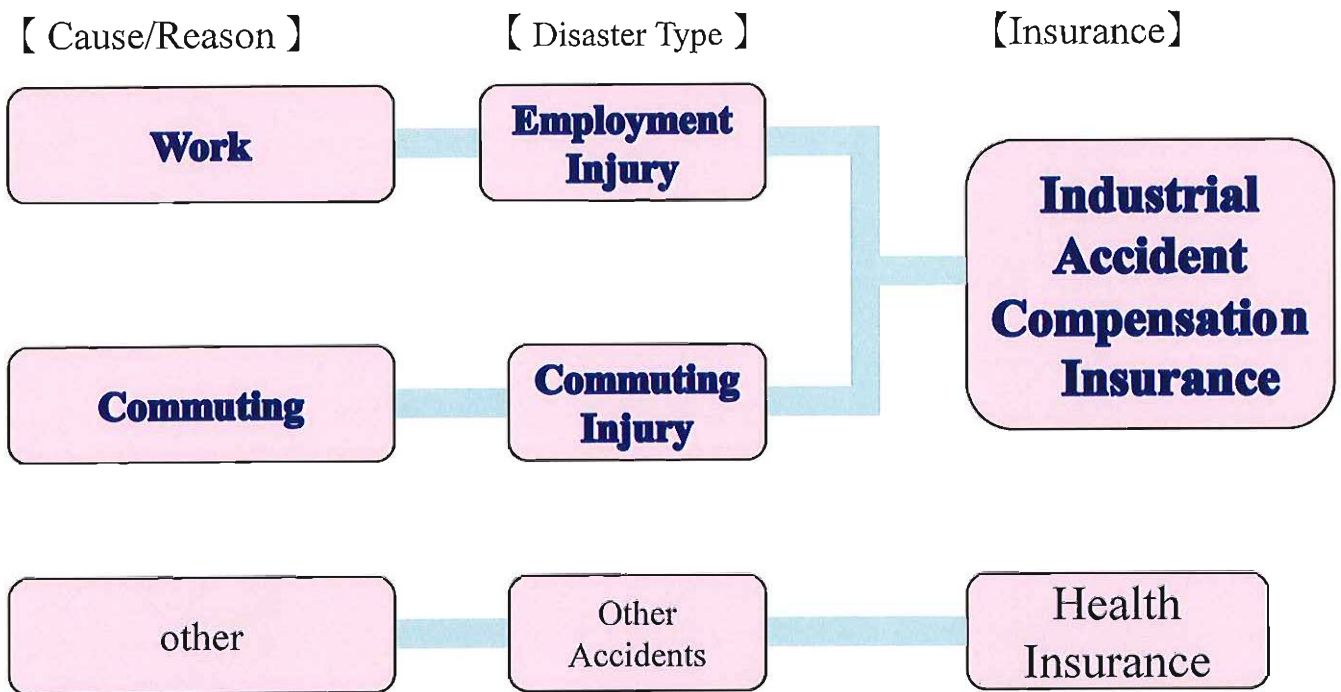 【 Cause/Reason 】 【 Disaster Type 】 【Insurance】
Work
Employment
Injury
Industrial
Accident
Compensation
Insurance
Commuting
Commuting
Injury
other
Other
Accidents
Health
Insurance